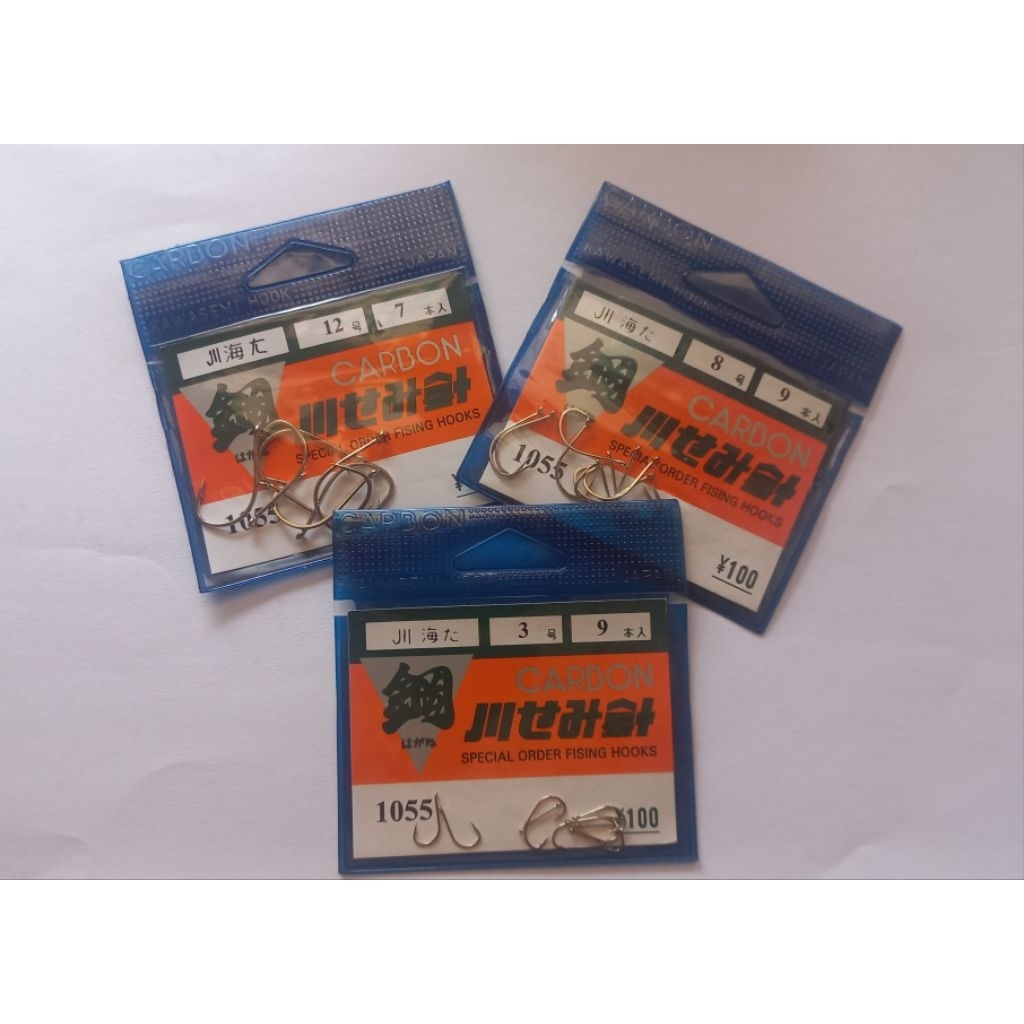 CARBON
KAWASEMI HOOK
JAPAN
川海た
12号
7本入
CARBON
鋼
はがね
川せみ針
SPECIAL ORDER FISING HOOKS
1055
¥
CARBON
KAWASEMI HOOK
JAPAN
川海た
8号
9本入
CARBON
鋼
川せみ針
SPECIAL ORDER FISING HOOKS
1055
¥100
CARBON
川海た
3号
9本入
CARBON
鋼
はがね
川せみ針
SPECIAL ORDER FISING HOOKS
1055
¥100